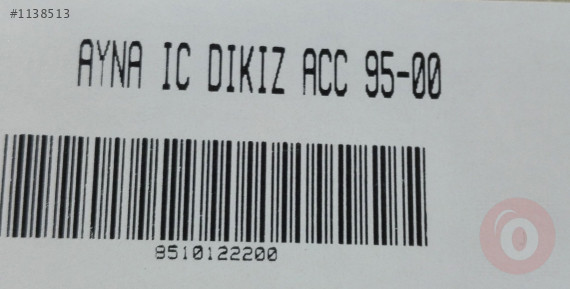 #1138513
AYNA IC DIKIZ ACC 95-00
8510122200